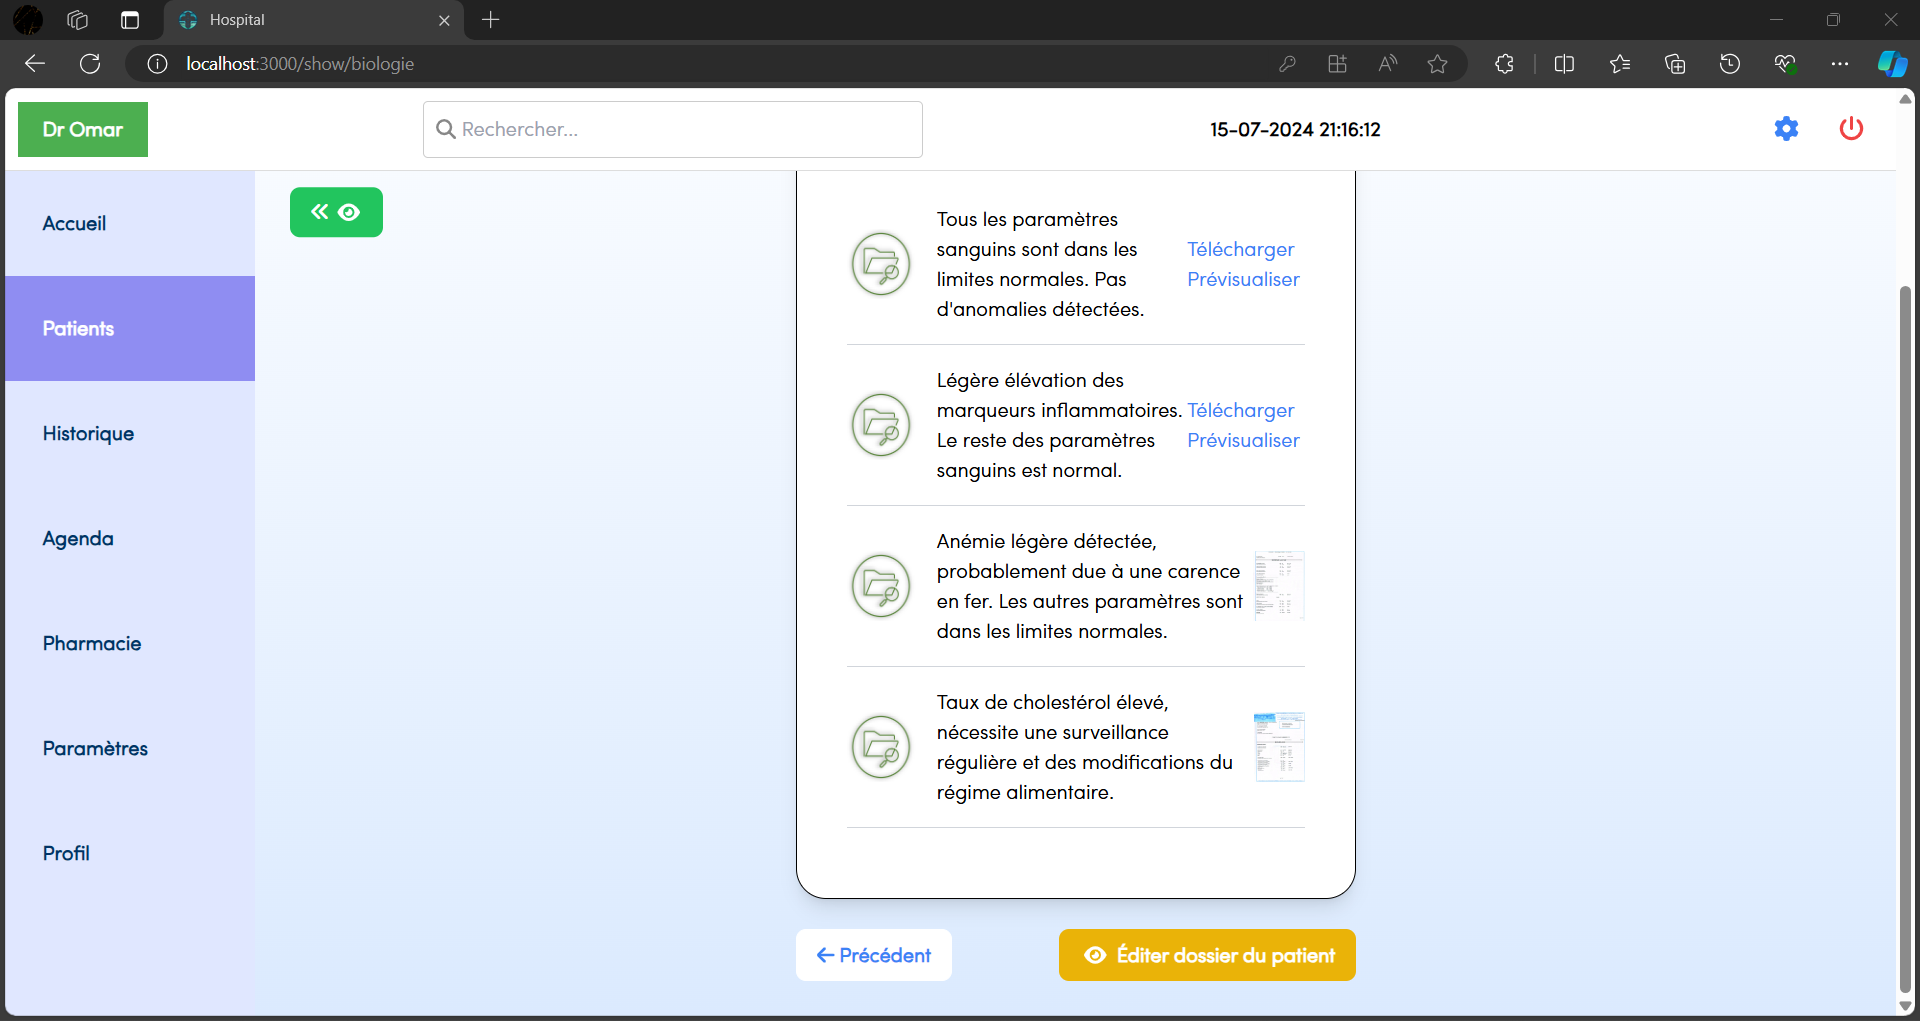 Hospital
localhost:3000/show/biologie
Dr Omar
Rechercher...
15-07-2024 21:16:12
Accueil
Patients
Historique
Agenda
Pharmacie
Paramètres
Profil
Tous les paramètres
sanguins sont dans les
limites normales. Pas
d'anomalies détectées.
Télécharger
Prévisualiser
Légère élévation des
marqueurs inflammatoires.
Le reste des paramètres
sanguins est normal.
Télécharger
Prévisualiser
Anémie légère détectée,
probablement due à une carence
en fer. Les autres paramètres sont
dans les limites normales.
Taux de cholestérol élevé,
nécessite une surveillance
régulière et des modifications du
régime alimentaire.
Précédent
Éditer dossier du patient